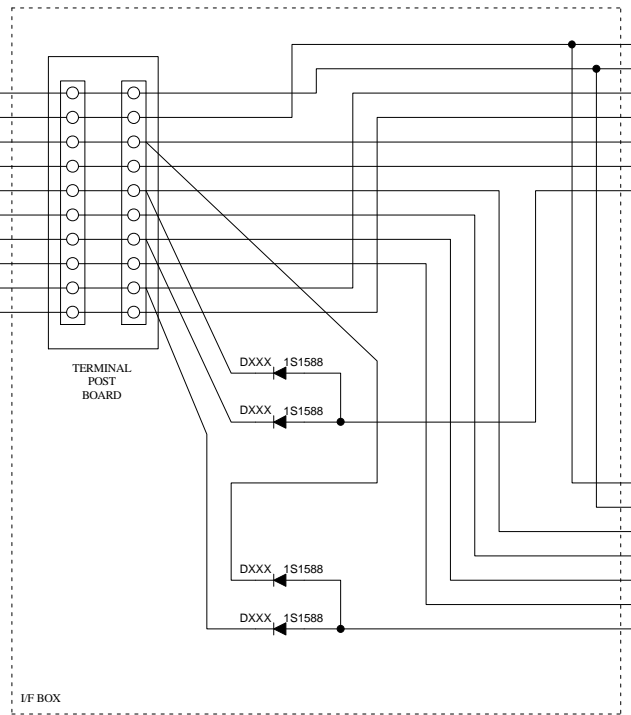 TERMINAL
POST
BOARD
DXXX 1S1588
DXXX 1S1588
DXXX 1S1588
DXXX 1S1588
I/F BOX